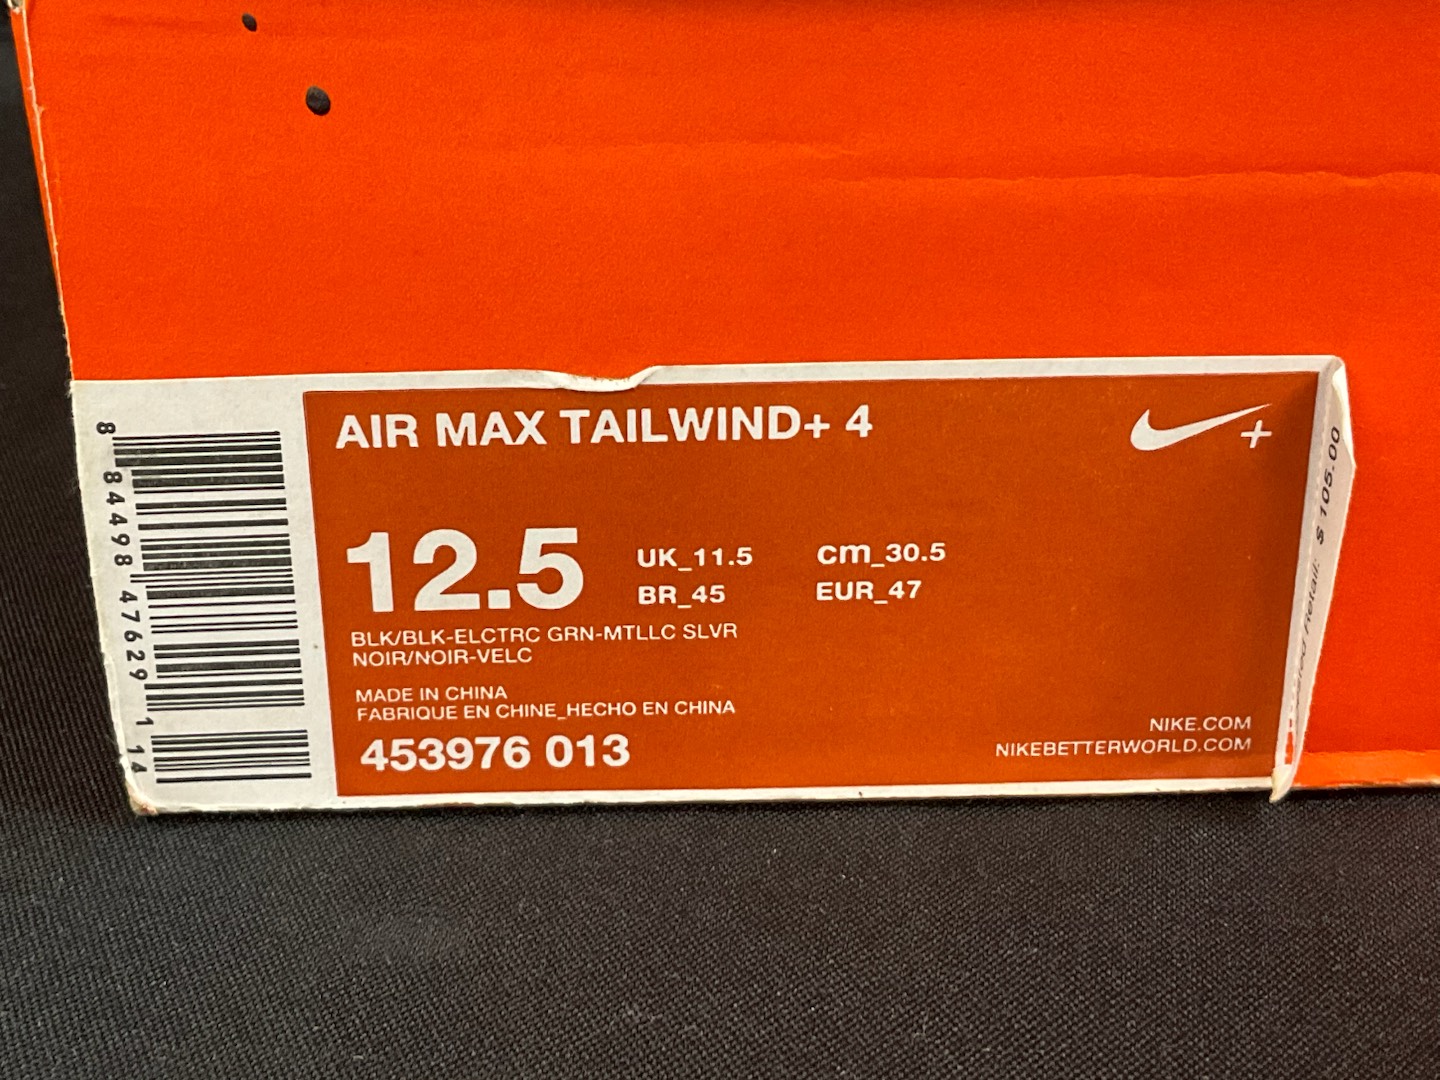 AIR MAX TAILWIND+ 4
12.5
UK_11.5 cm_30.5
BR_45 EUR_47
BLK/BLK-ELCTRC GRN-MTLLC SLVR
NOIR/NOIR-VELC
MADE IN CHINA
FABRIQUE EN CHINE_HECHO EN CHINA
453976 013
NIKE.COM
NIKEBETTERWORLD.COM
8 84498 47629 1 14
Retail: $ 105.00